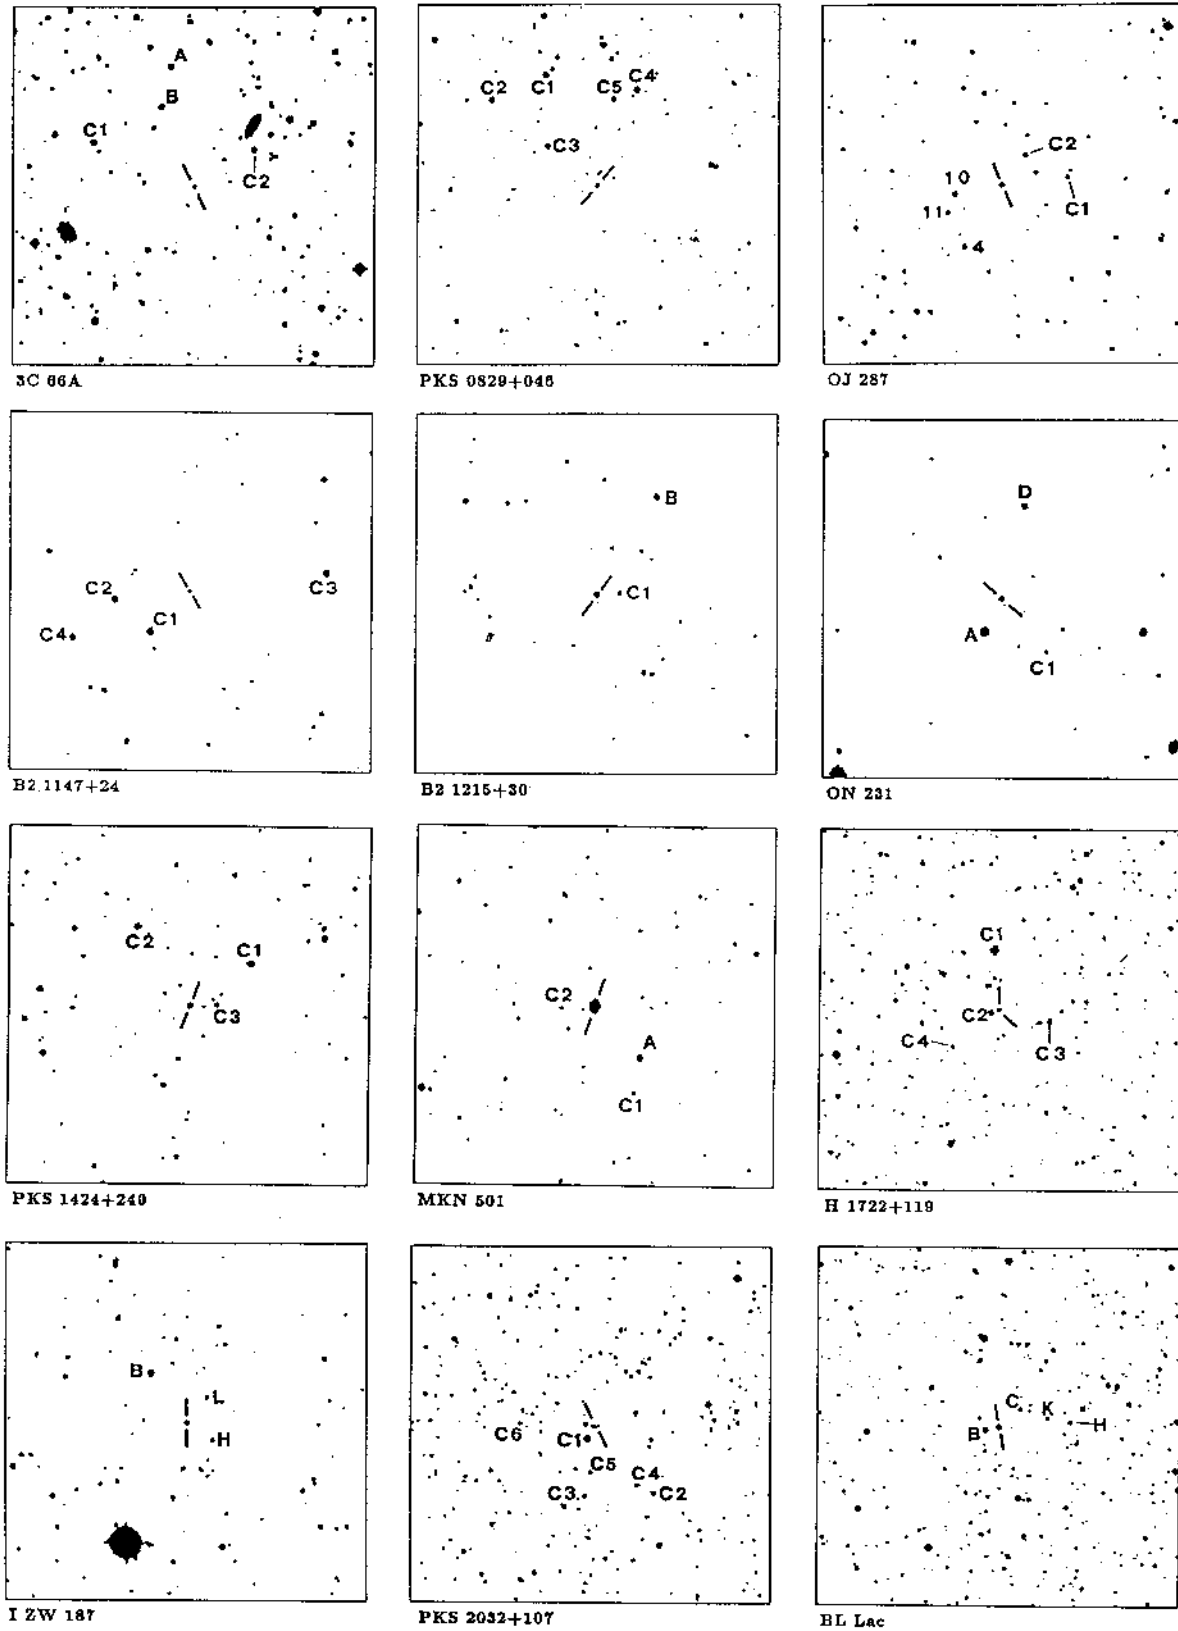 A
B
C1
C2
3C 66A
C2 C1 C5 C4
C3
PKS 0829+046
C2
10
11 C1
4
OJ 287
C2 C3
C1
C4
B2 1147+24
B
C1
B2 1215+30
D
A
C1
ON 231
C2 C1
C3
PKS 1424+240
C2
A
C1
MKN 501
C1
C2
C4 C3
H 1722+119
B
L
H
I ZW 187
C6 C1
C5
C4
C3 C2
PKS 2032+107
C K
B H
BL Lac